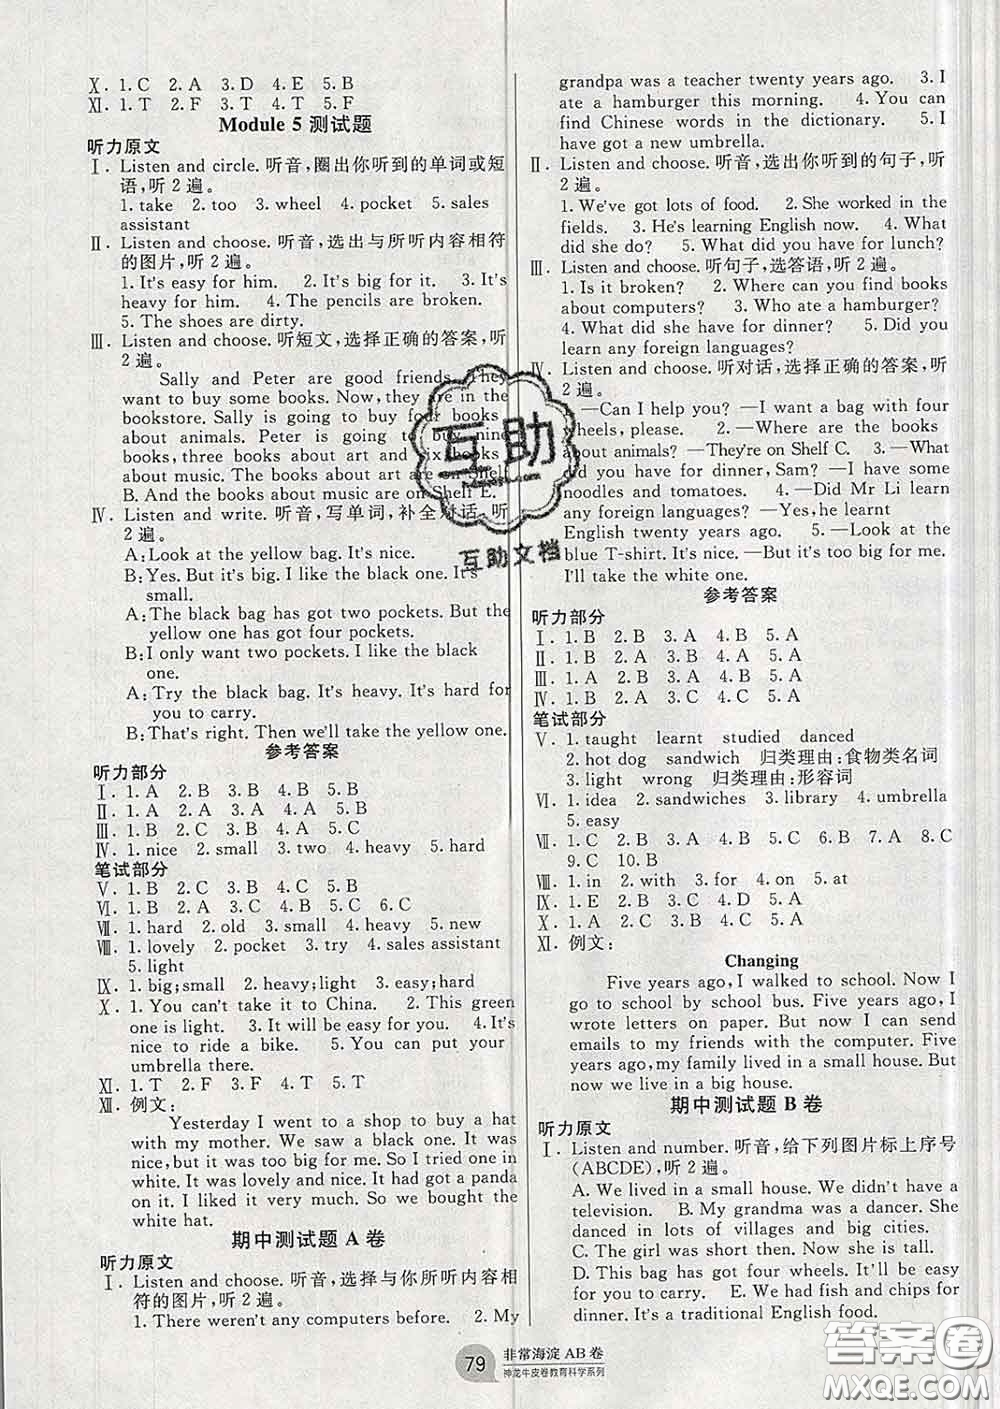 Ⅹ. 1. C 2. A 3. D 4. E 5. B
Ⅺ. 1. T 2. F 3. T 4. T 5. F
Module 5 测试题
听力原文
Ⅰ. Listen and circle. 听音,圈出你听到的单词或短
语,听 2 遍。
1. take 2. too 3. wheel 4. pocket 5. sales
assistant
Ⅱ. Listen and choose. 听音,选出与所听内容相符
的图片,听 2 遍。
1. It's easy for him. 2. It's big for it. 3. It's
heavy for him. 4. The pencils are broken.
5. The shoes are dirty.
Ⅲ. Listen and choose. 听短文,选择正确的答案,听
2 遍。
Sally and Peter are good friends. They
want to buy some books. Now, they are in the
bookstore. Sally is going to buy four books
about animals. Peter is going to buy nine
books, three books about art and six books
about music. The books about art are on Shelf
B. And the books about music are on Shelf E.
Ⅳ. Listen and write. 听音,写单词,补全对话,听
2 遍。
A: Look at the yellow bag. It's nice.
B: Yes. But it's big. I like the black one. It's
small.
A: The black bag has got two pockets. But the
yellow one has got four pockets.
B: I only want two pockets. I like the black
one.
A: Try the black bag. It's heavy. It's hard for
you to carry.
B: That's right. Then we'll take the yellow one.
参考答案
听力部分
Ⅰ. 1. A 2. B 3. B 4. B 5. A
Ⅱ. 1. A 2. A 3. A 4. B 5. A
Ⅲ. 1. B 2. C 3. B 4. A 5. C
Ⅳ. 1. nice 2. small 3. two 4. heavy 5. hard
笔试部分
Ⅴ. 1. B 2. C 3. B 4. C 5. B
Ⅵ. 1. B 2. A 3. C 4. B 5. C 6. C
Ⅶ. 1. hard 2. old 3. small 4. heavy 5. new
Ⅷ. 1. lovely 2. pocket 3. try 4. sales assistant
5. light
Ⅸ. 1. big;small 2. heavy;light 3. easy;hard
Ⅹ. 1. You can't take it to China. 2. This green
one is light. 3. It will be easy for you. 4. It's
nice to ride a bike. 5. You can put your
umbrella there.
Ⅺ. 1. T 2. F 3. F 4. T 5. T
Ⅻ. 例文:
Yesterday I went to a shop to buy a hat
with my mother. We saw a black one. It was
nice, but it was too big for me. So I tried one in
white. It was lovely and nice. It had got a panda
on it. I liked it very much. So we bought the
white hat.
期中测试题 A 卷
听力原文
Ⅰ. Listen and choose. 听音,选择与你所听内容相
符的图片,听 2 遍。
1. There weren't any computers before. 2. My
grandpa was a teacher twenty years ago. 3. I
ate a hamburger this morning. 4. You can
find Chinese words in the dictionary. 5. I
have got a new umbrella.
Ⅱ. Listen and choose. 听音,选出你听到的句子,听
2 遍。
1. We've got lots of food. 2. She worked in the
fields. 3. He's learning English now. 4. What
did she do? 5. What did you have for lunch?
Ⅲ. Listen and choose. 听句子,选答语,听 2 遍。
1. Is it broken? 2. Where can you find books
about computers? 3. Who ate a hamburger?
4. What did she have for dinner? 5. Did you
learn any foreign languages?
Ⅳ. Listen and choose. 听对话,选择正确的答案,听
2 遍。
1. —Can I help you? —I want a bag with four
wheels, please. 2. —Where are the books
about animals? —They're on Shelf C. 3. —What
did you have for dinner, Sam? —I have some
noodles and tomatoes. 4. —Did Mr Li learn
any foreign languages? —Yes, he learnt
English twenty years ago. 5. —Look at the
blue T-shirt. It's nice. —But it's too big for me.
I'll take the white one.
参考答案
听力部分
Ⅰ. 1. B 2. B 3. A 4. B 5. A
Ⅱ. 1. B 2. B 3. A 4. B 5. A
Ⅲ. 1. A 2. B 3. A 4. B 5. A
Ⅳ. 1. B 2. A 3. C 4. B 5. A
笔试部分
Ⅴ. 1. taught learnt studied danced
2. hot dog sandwich 归类理由:食物类名词
3. light wrong 归类理由:形容词
Ⅵ. 1. idea 2. sandwiches 3. library 4. umbrella
5. easy
Ⅶ. 1. C 2. B 3. A 4. C 5. C 6. B 7. A 8. C
9. C 10. B
Ⅷ. 1. in 2. with 3. for 4. on 5. at
Ⅸ. 1. E 2. B 3. C 4. D 5. A
Ⅹ. 1. A 2. C 3. B 4. C 5. A
Ⅺ. 例文:
Changing
Five years ago, I walked to school. Now I
go to school by school bus. Five years ago, I
wrote letters on paper. But now I can send
emails to my friends with the computer. Five
years ago, my family lived in a small house. But
now we live in a big house.
期中测试题 B 卷
听力原文
Ⅰ. Listen and number. 听音,给下列图片标上序号
(ABCDE),听 2 遍。
A. We lived in a small house. We didn't have a
television. B. My grandma was a dancer. She
danced in lots of villages and big cities.
C. The girl was short then. Now she is tall.
D. This bag has got four wheels. It'll be easy
for you to carry. E. We had fish and chips for
dinner. It's a traditional English food.
79
非常海淀 AB 卷
神龙牛皮卷教育科学系列
互助
互助文档
答案圈
MXQE.COM